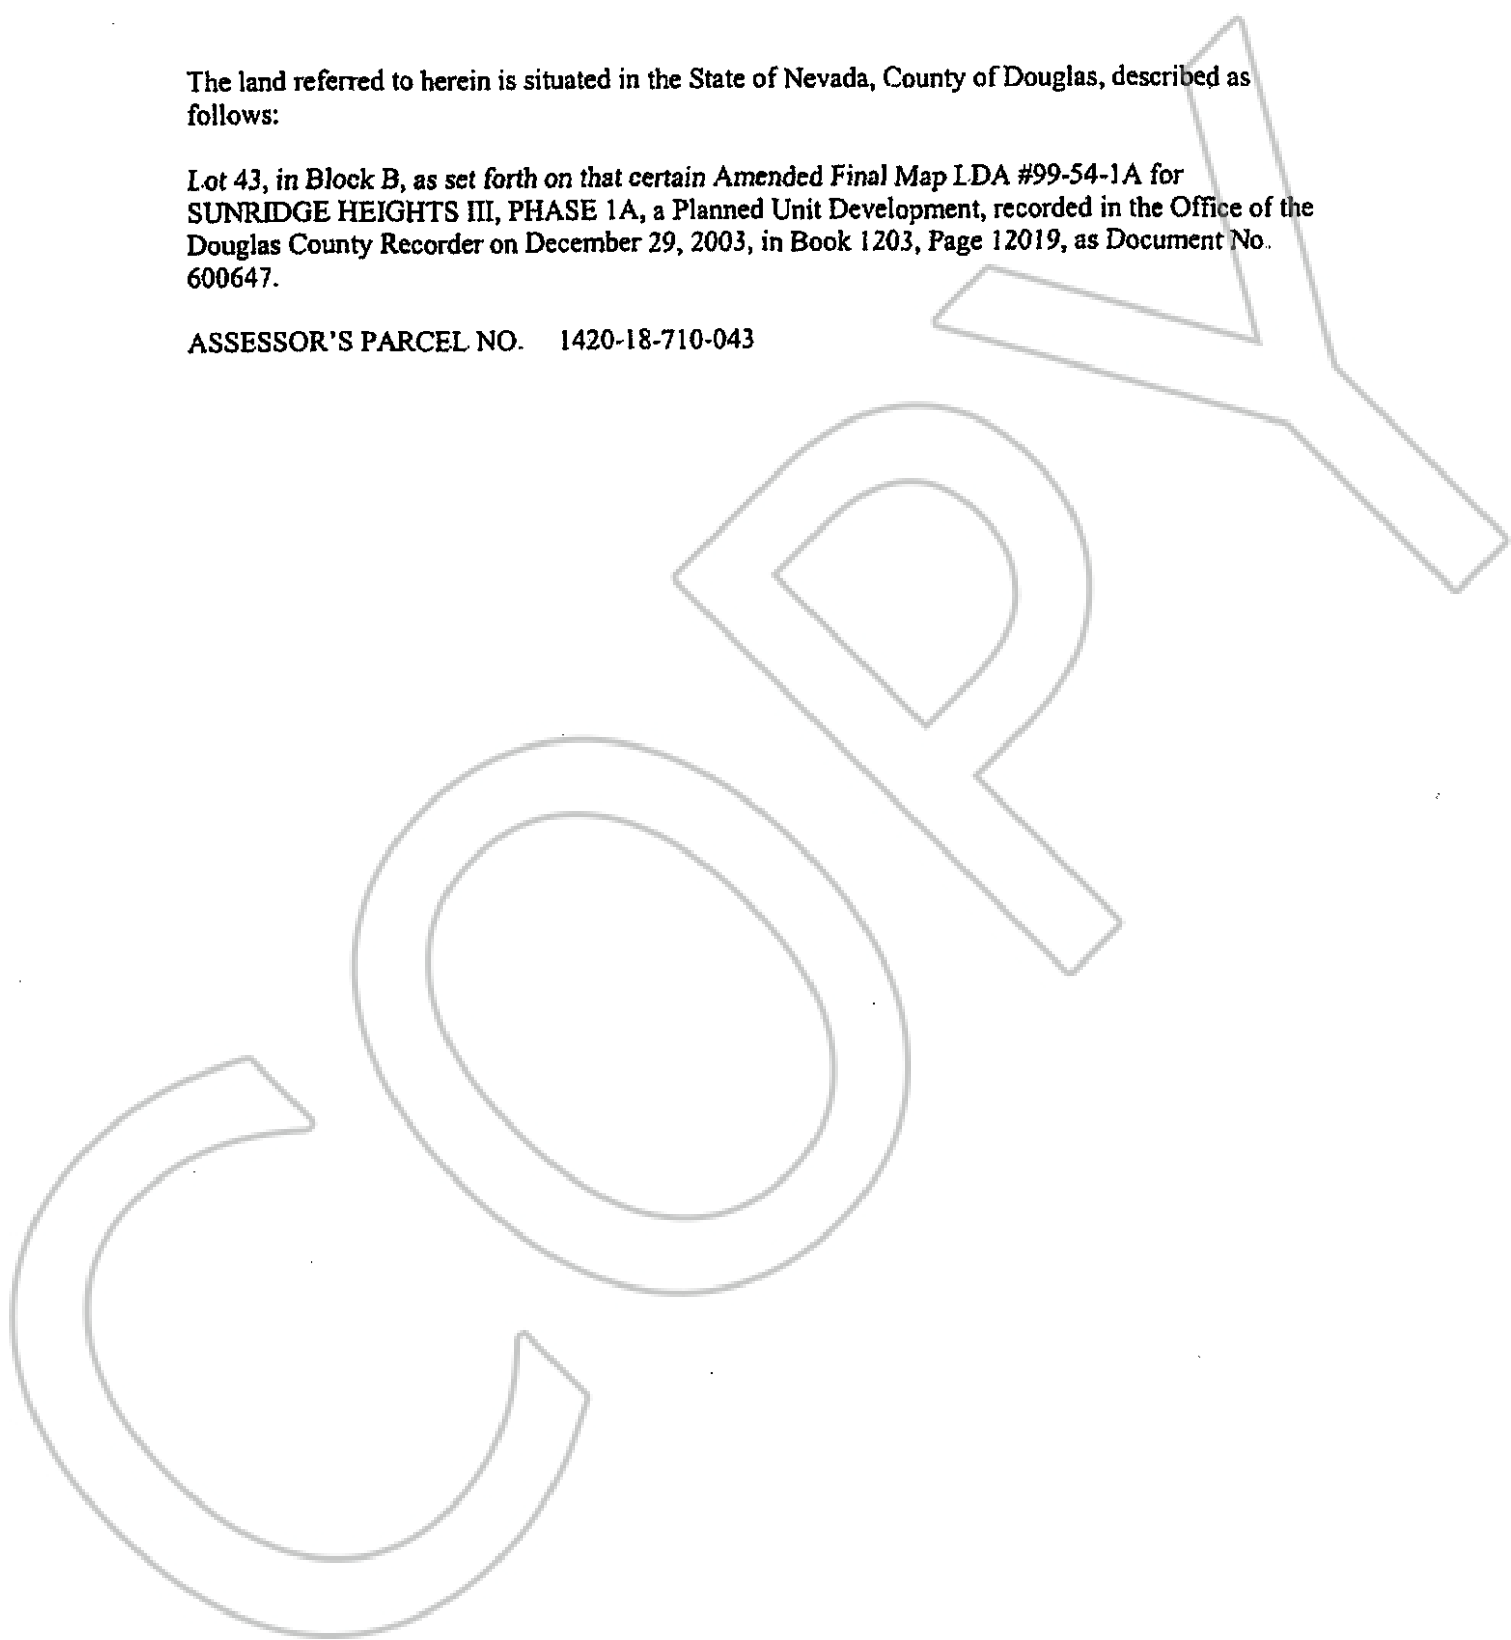 The land referred to herein is situated in the State of Nevada, County of Douglas, described as
follows:
Lot 43, in Block B, as set forth on that certain Amended Final Map LDA #99-54-1A for
SUNRIDGE HEIGHTS III, PHASE 1A, a Planned Unit Development, recorded in the Office of the
Douglas County Recorder on December 29, 2003, in Book 1203, Page 12019, as Document No.
600647.
ASSESSOR'S PARCEL NO. 1420-18-710-043
COPY